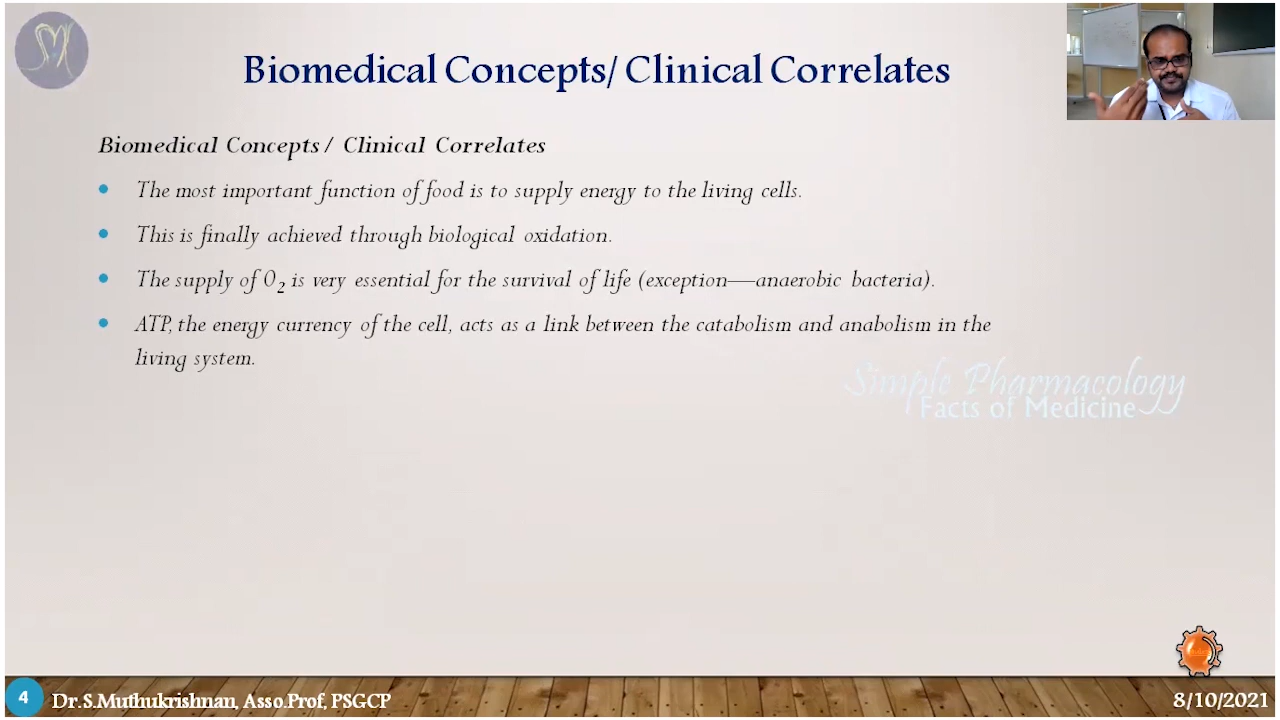 SM
Biomedical Concepts/ Clinical Correlates
Biomedical Concepts / Clinical Correlates
• The most important function of food is to supply energy to the living cells.
• This is finally achieved through biological oxidation.
• The supply of O₂ is very essential for the survival of life (exception—anaerobic bacteria).
• ATP, the energy currency of the cell, acts as a link between the catabolism and anabolism in the
living system.
Simple Pharmacology
Facts of Medicine
4 Dr.S.Muthukrishnan, Asso.Prof, PSGCP
8/10/2021